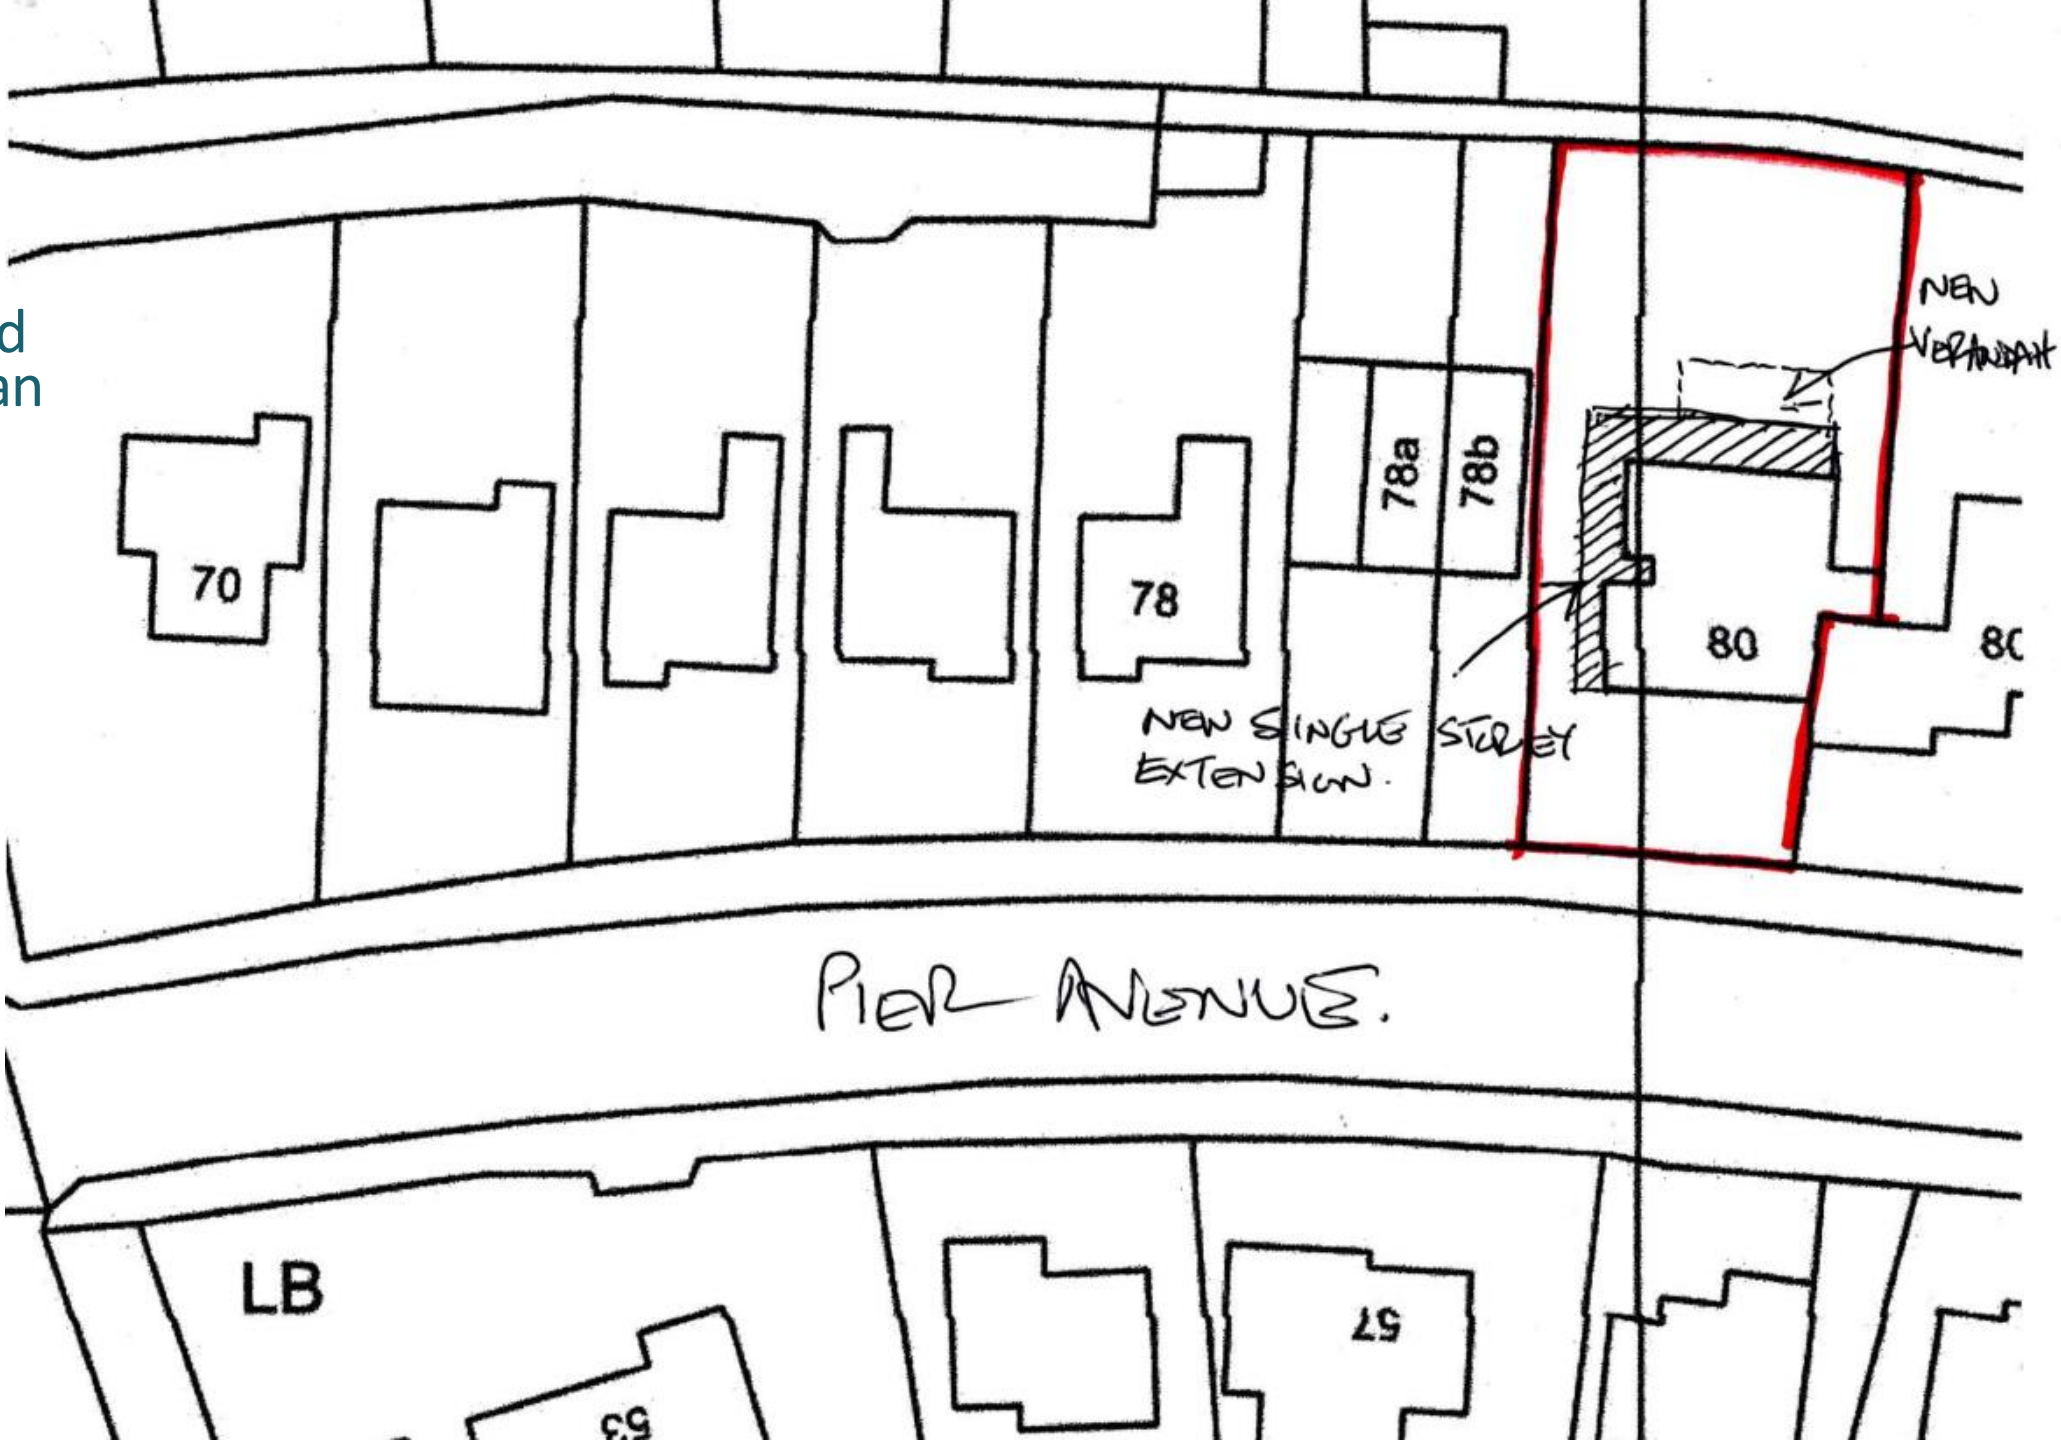 d
an
NEW
VERANDAH
78a
78b
70
78
80
80
NEW SINGLE STOREY
EXTENSION.
PIER AVENUE.
LB
57
53